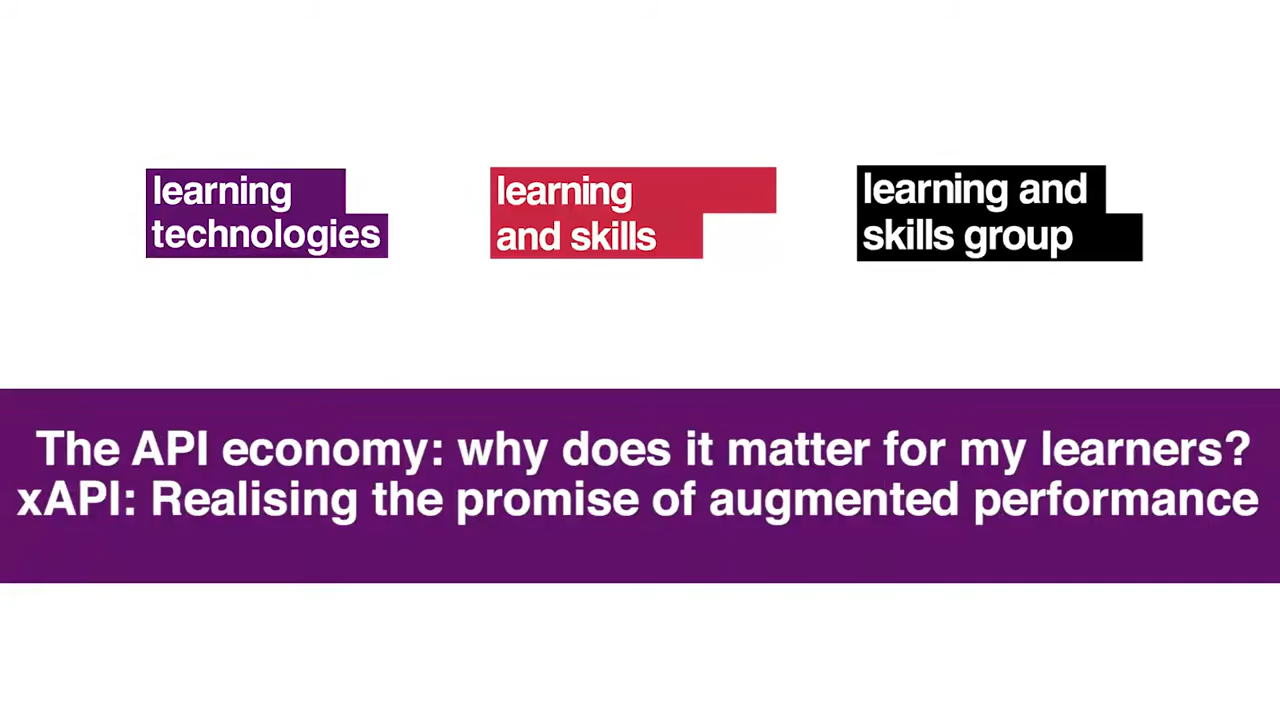 learning
technologies
learning
and skills
learning and
skills group
The API economy: why does it matter for my learners?
xAPI: Realising the promise of augmented performance